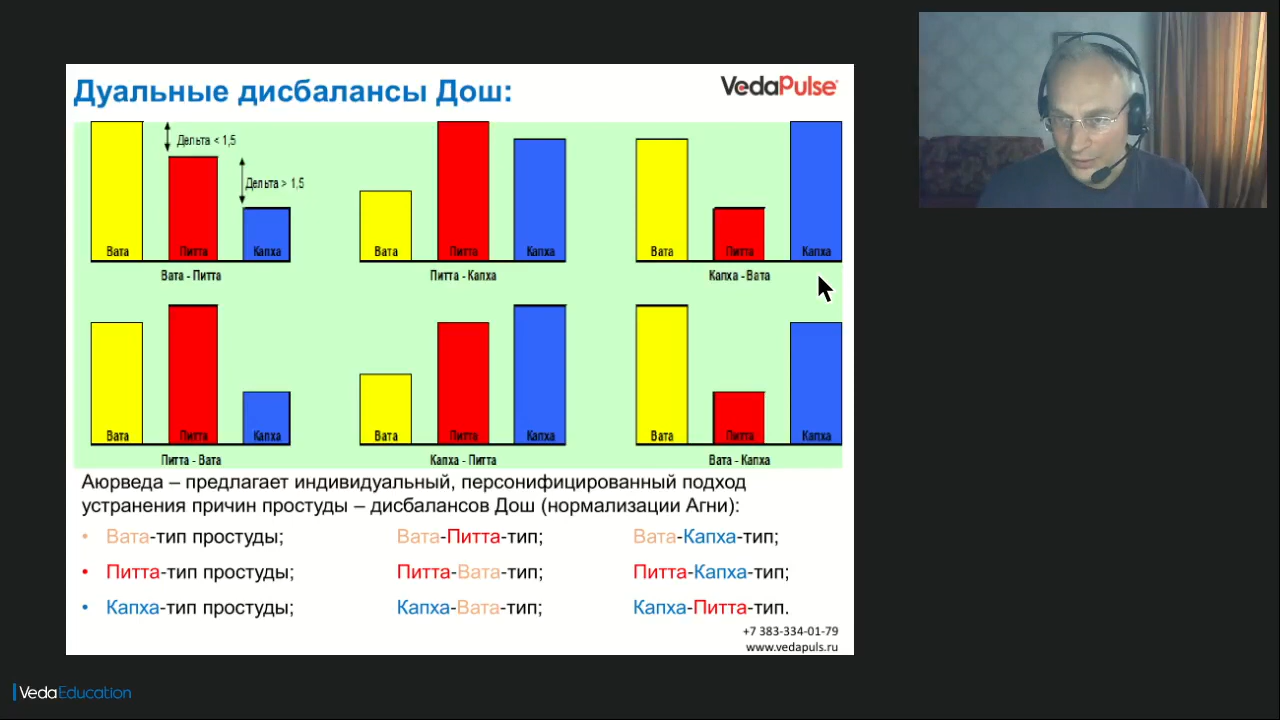 Дуальные дисбалансы Дош:
VedaPulse
Дельта < 1,5
Дельта > 1,5
Вата Питта Капха
Вата - Питта
Вата Питта Капха
Питта - Капха
Вата Питта Капха
Капха - Вата
Вата Питта Капха
Питта - Вата
Вата Питта Капха
Капха - Питта
Вата Питта Капха
Вата - Капха
Аюрведа – предлагает индивидуальный, персонифицированный подход
устранения причин простуды – дисбалансов Дош (нормализации Агни):
• Вата-тип простуды; Вата-Питта-тип; Вата-Капха-тип;
• Питта-тип простуды; Питта-Вата-тип; Питта-Капха-тип;
• Капха-тип простуды; Капха-Вата-тип; Капха-Питта-тип.
+7 383-334-01-79
www.vedapuls.ru
VedaEducation